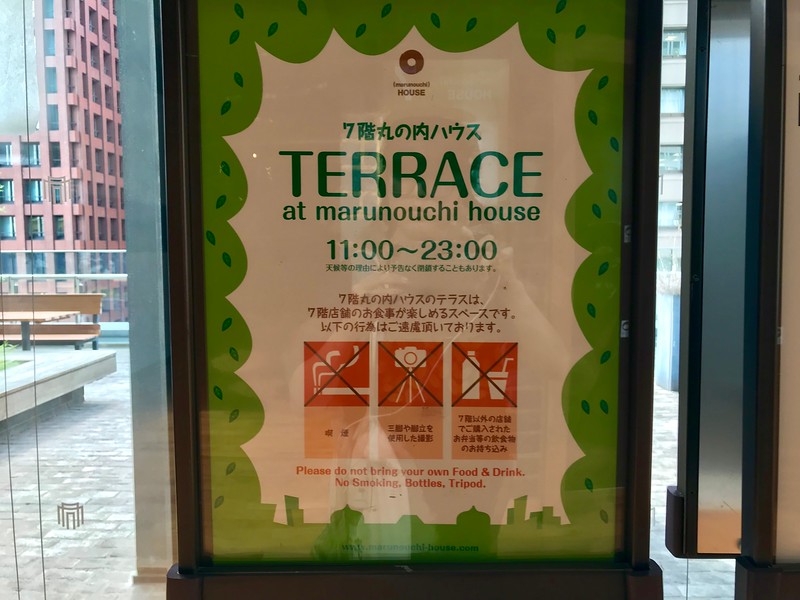 (marunouchi)
HOUSE
7階丸の内ハウス
TERRACE
at marunouchi house
11:00～23:00
天候等の理由により予告なく閉鎖することもあります。
7階丸の内ハウスのテラスは、
7階店舗のお食事が楽しめるスペースです。
以下の行為はご遠慮頂いております。
喫煙
三脚や脚立を
使用した撮影
7階以外の店舗
でご購入された
お弁当等の飲食物
のお持ち込み
Please do not bring your own Food & Drink.
No Smoking, Bottles, Tripod.
www.marunouchi-house.com